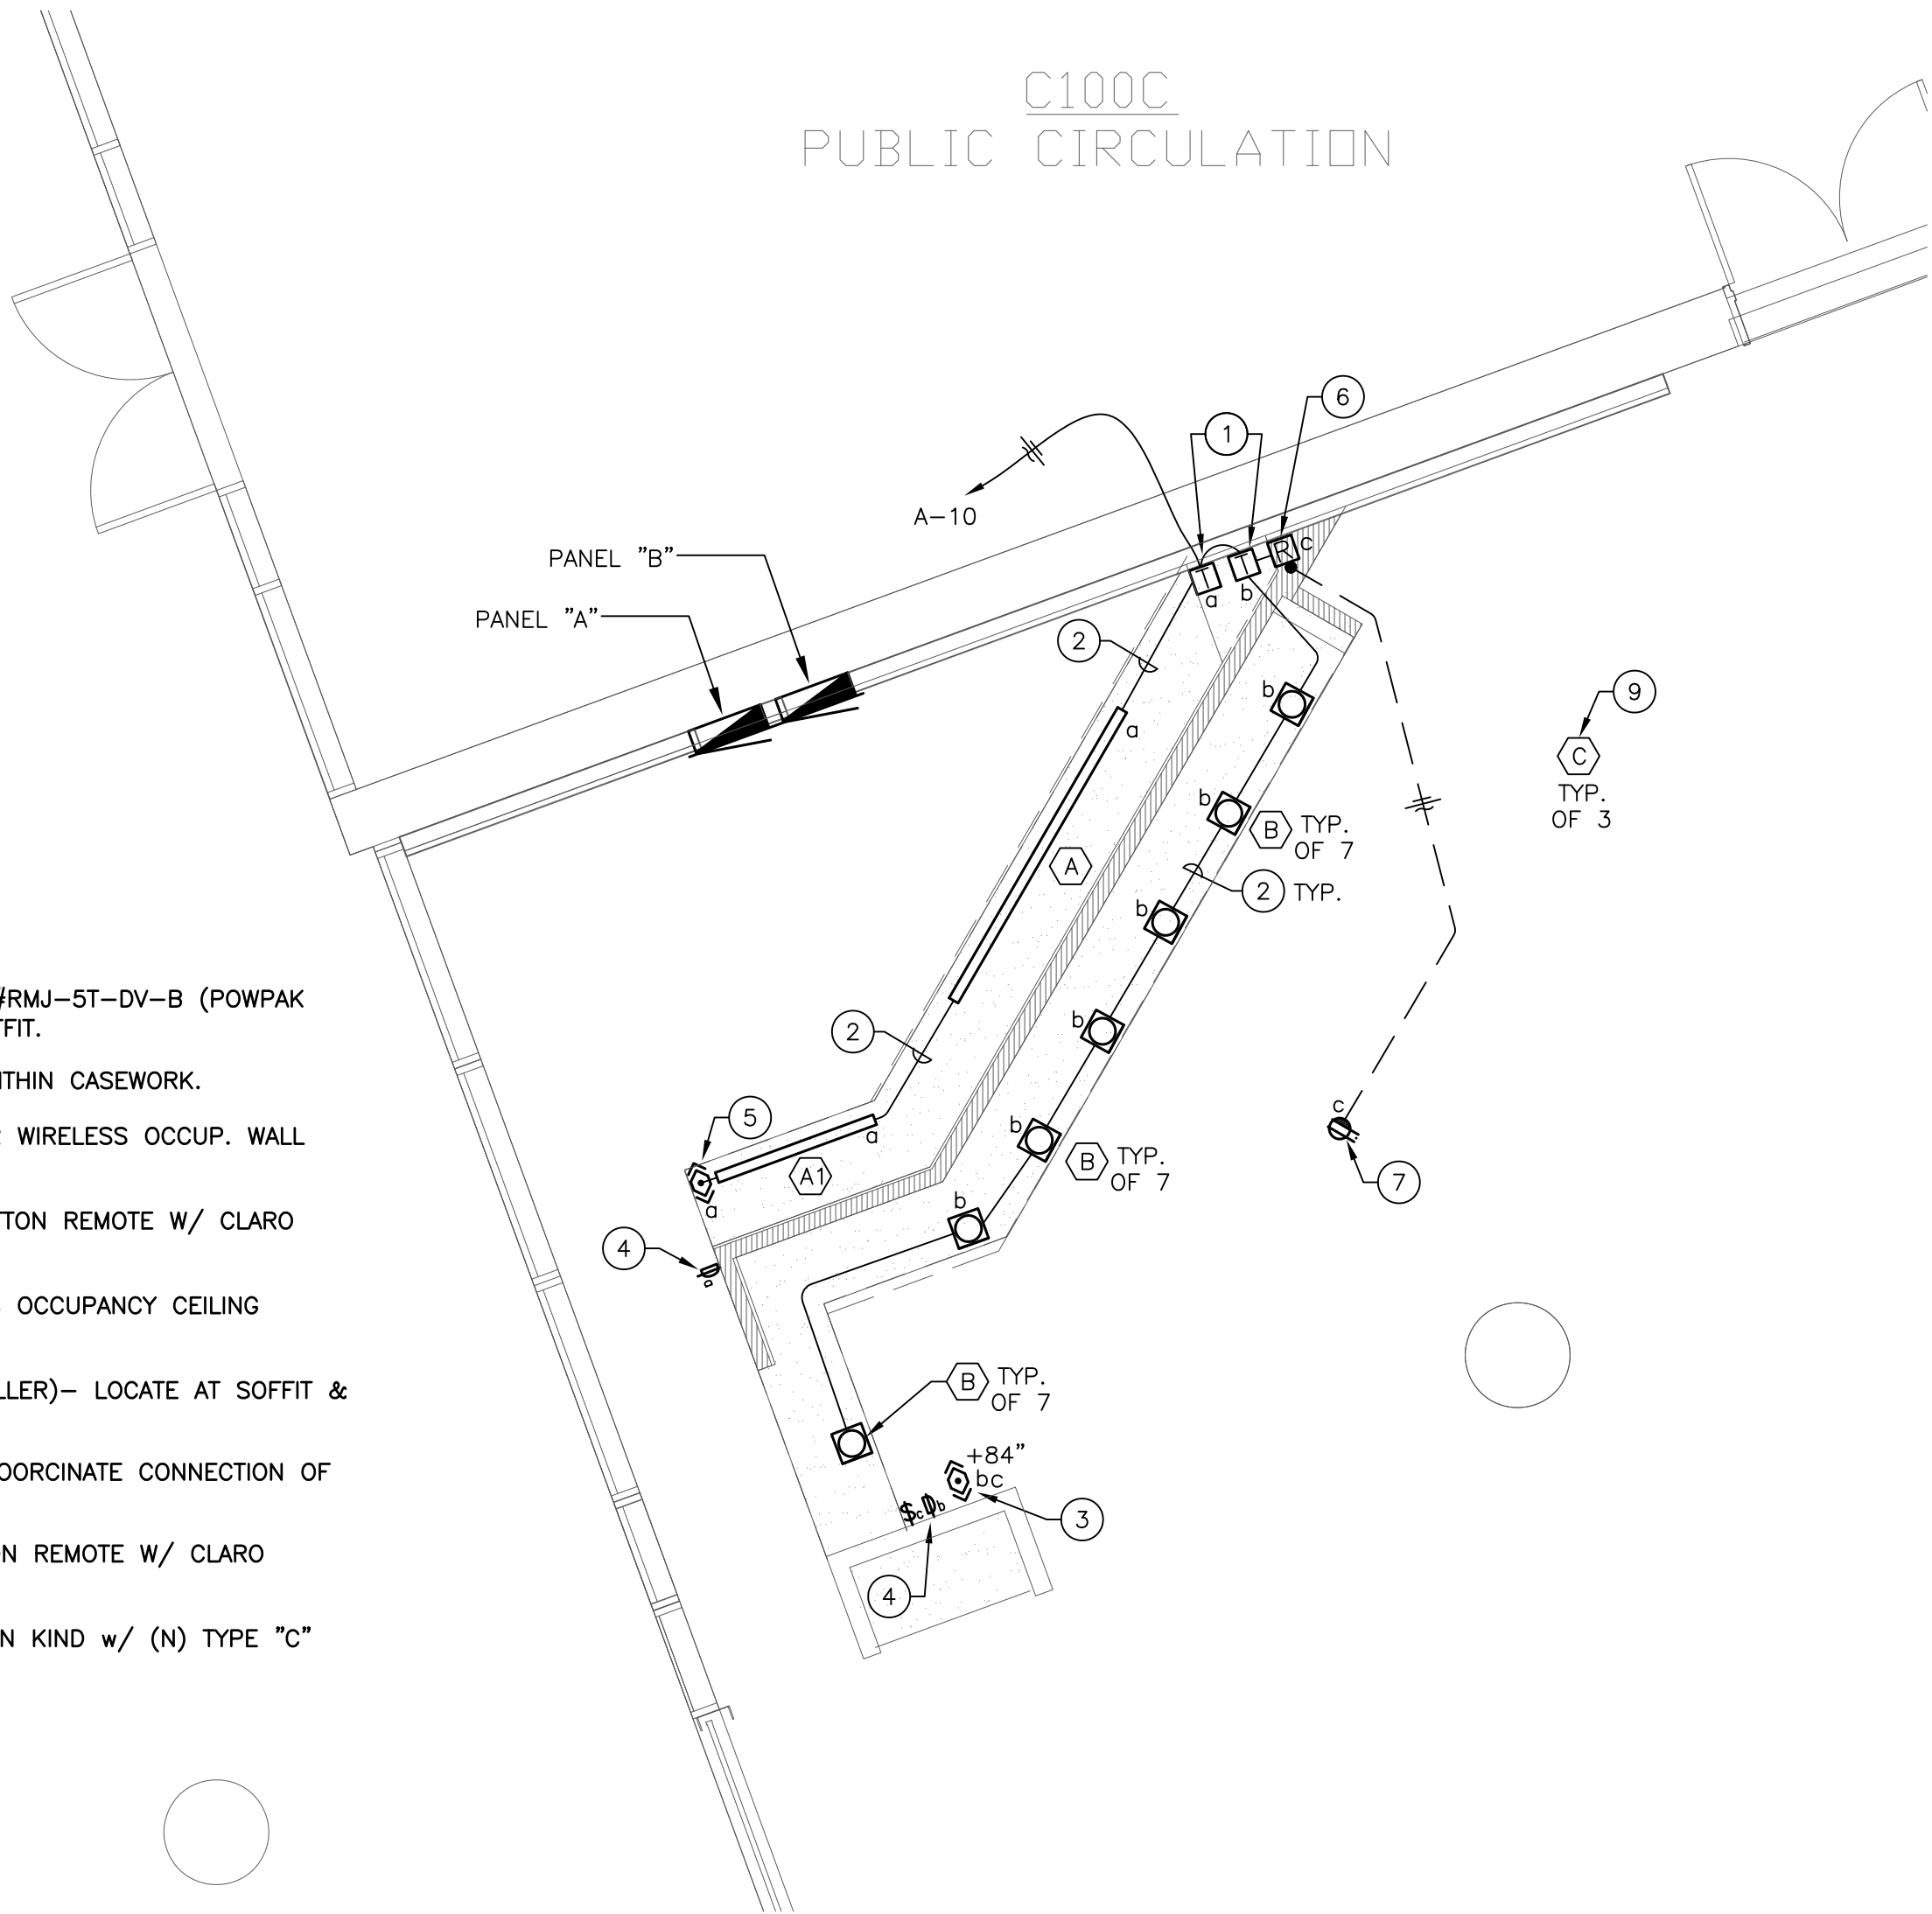 C100C
PUBLIC CIRCULATION
6
1
A-10
c
PANEL "B"
T
T
R
PANEL "A"
a
b
2
b
9
a
C
TYP.
OF 3
b
B
TYP.
OF 7
A
2
TYP.
b
#RMJ-5T-DV-B (POWPAK
b
2
WITHIN CASEWORK.
5
c
b
WIRELESS OCCUP. WALL
a
B
TYP.
OF 7
A1
7
a
b
TON REMOTE W/ CLARO
4
a
OCCUPANCY CEILING
LLER)- LOCATE AT SOFFIT &
B
TYP.
OF 7
+84"
bc
OORCINATE CONNECTION OF
$c
b
3
N REMOTE W/ CLARO
4
N KIND w/ (N) TYPE "C"